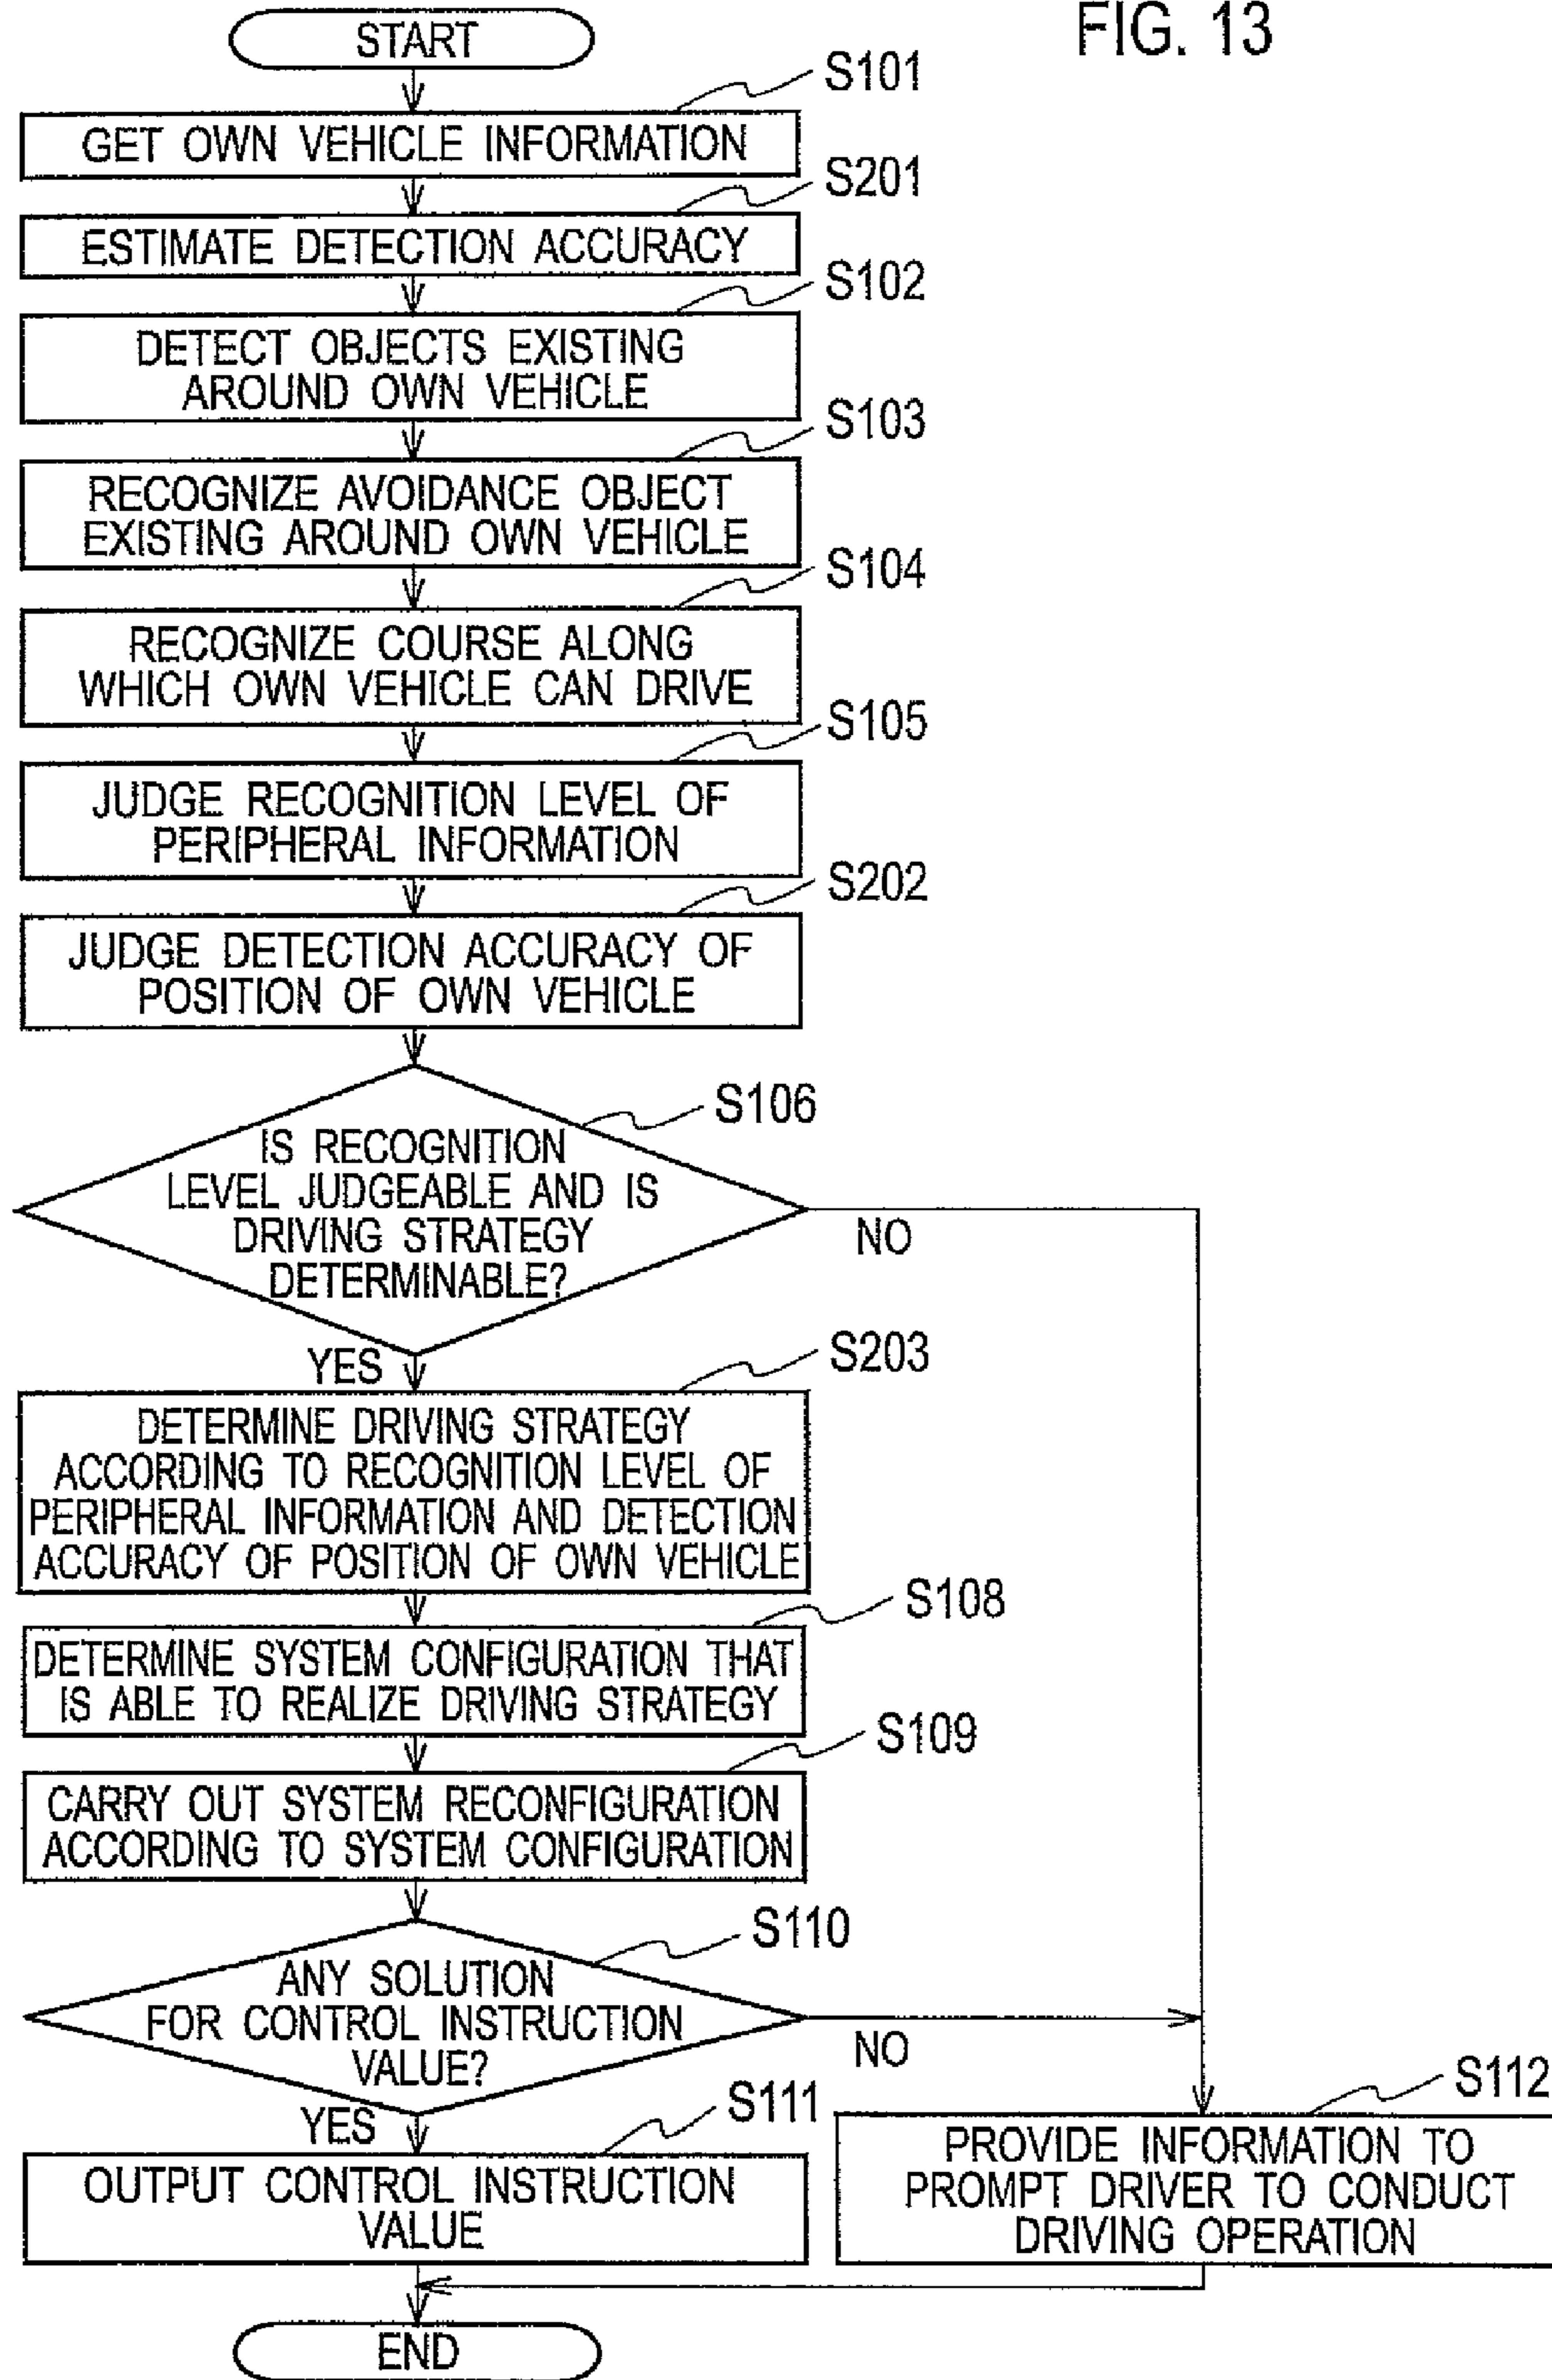 FIG. 13
START
S101
GET OWN VEHICLE INFORMATION
S201
ESTIMATE DETECTION ACCURACY
S102
DETECT OBJECTS EXISTING
AROUND OWN VEHICLE
S103
RECOGNIZE AVOIDANCE OBJECT
EXISTING AROUND OWN VEHICLE
S104
RECOGNIZE COURSE ALONG
WHICH OWN VEHICLE CAN DRIVE
S105
JUDGE RECOGNITION LEVEL OF
PERIPHERAL INFORMATION
S202
JUDGE DETECTION ACCURACY OF
POSITION OF OWN VEHICLE
S106
IS RECOGNITION
LEVEL JUDGEABLE AND IS
DRIVING STRATEGY
DETERMINABLE?
NO
YES
S203
DETERMINE DRIVING STRATEGY
ACCORDING TO RECOGNITION LEVEL OF
PERIPHERAL INFORMATION AND DETECTION
ACCURACY OF POSITION OF OWN VEHICLE
S108
DETERMINE SYSTEM CONFIGURATION THAT
IS ABLE TO REALIZE DRIVING STRATEGY
S109
CARRY OUT SYSTEM RECONFIGURATION
ACCORDING TO SYSTEM CONFIGURATION
S110
ANY SOLUTION
FOR CONTROL INSTRUCTION
VALUE?
NO
YES
S111
OUTPUT CONTROL INSTRUCTION
VALUE
S112
PROVIDE INFORMATION TO
PROMPT DRIVER TO CONDUCT
DRIVING OPERATION
END